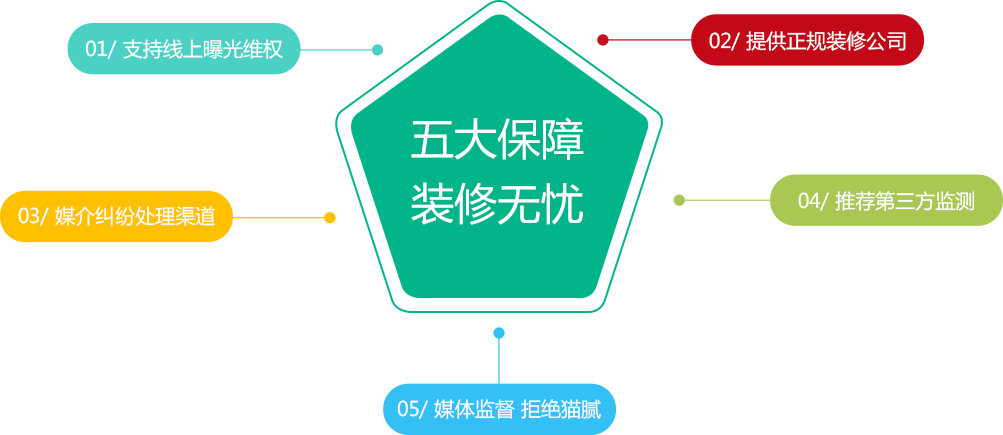 01/ 支持线上曝光维权
02/ 提供正规装修公司
五大保障
装修无忧
03/ 媒介纠纷处理渠道
04/ 推荐第三方监测
05/ 媒体监督 拒绝猫腻